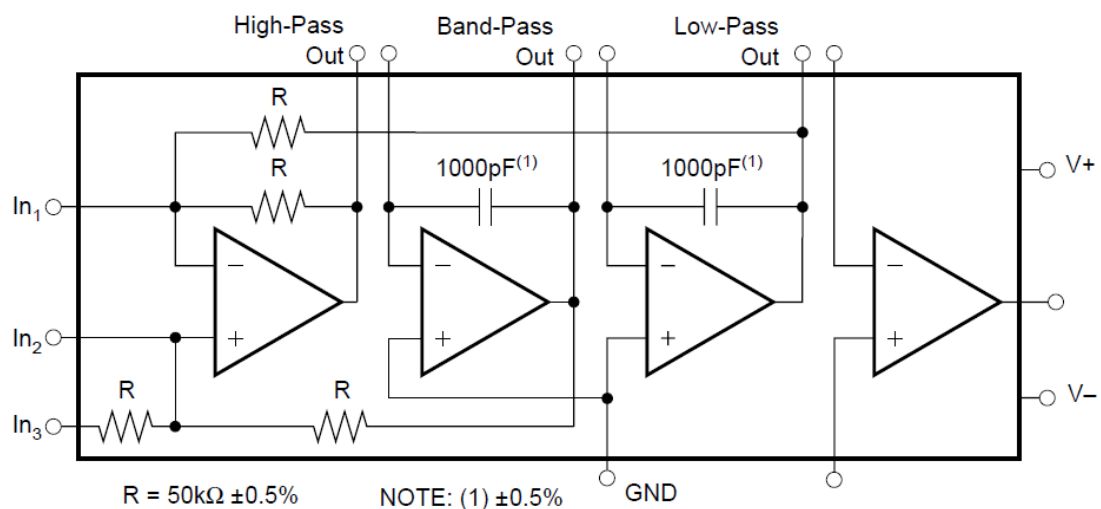 High-Pass
Out
Band-Pass
Out
Low-Pass
Out
R
R
1000pF(1)
1000pF(1)
V+
In1
−
+
−
+
−
+
−
+
In2
R
R
V–
In3
R = 50kΩ ±0.5%
NOTE: (1) ±0.5%
GND